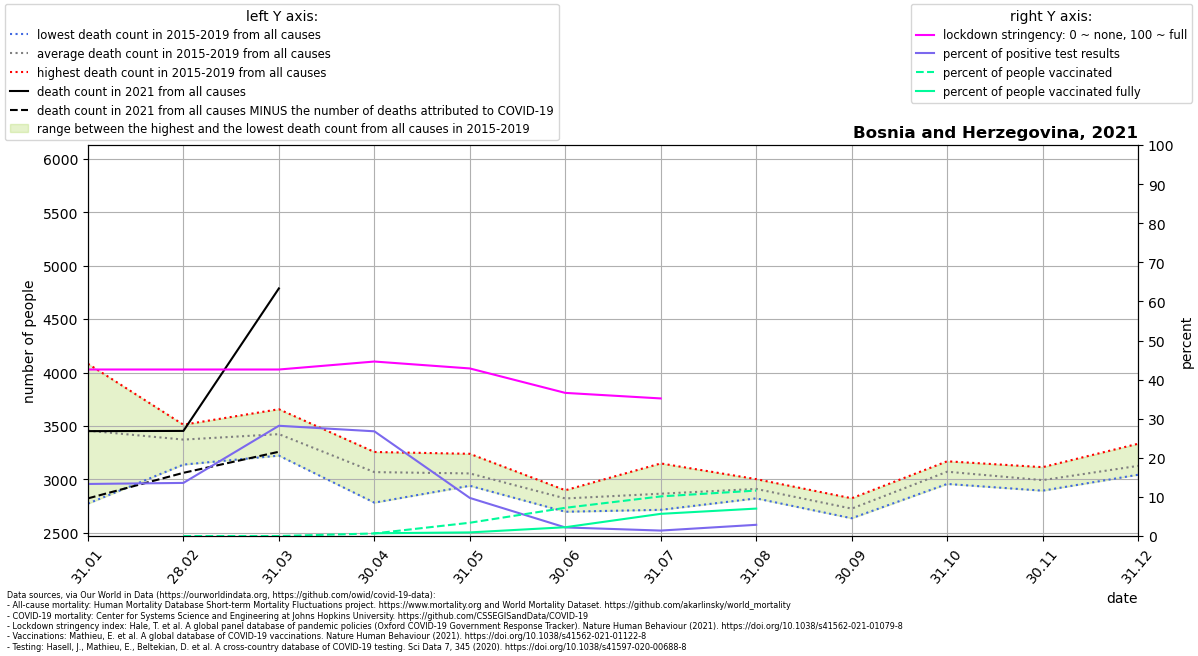 left Y axis:
lowest death count in 2015-2019 from all causes
average death count in 2015-2019 from all causes
highest death count in 2015-2019 from all causes
death count in 2021 from all causes
death count in 2021 from all causes MINUS the number of deaths attributed to COVID-19
range between the highest and the lowest death count from all causes in 2015-2019
right Y axis:
lockdown stringency: 0 ~ none, 100 ~ full
percent of positive test results
percent of people vaccinated
percent of people vaccinated fully
Bosnia and Herzegovina, 2021
number of people
6000
5500
5000
4500
4000
3500
3000
2500
100
90
80
70
60
50
40
30
20
10
0
percent
31.01
28.02
31.03
30.04
31.05
30.06
31.07
31.08
30.09
31.10
30.11
31.12
date
Data sources, via Our World in Data (https://ourworldindata.org, https://github.com/owid/covid-19-data):
- All-cause mortality: Human Mortality Database Short-term Mortality Fluctuations project. https://www.mortality.org and World Mortality Dataset. https://github.com/akarlinsky/world_mortality
- COVID-19 mortality: Center for Systems Science and Engineering at Johns Hopkins University. https://github.com/CSSEGISandData/COVID-19
- Lockdown stringency index: Hale, T. et al. A global panel database of pandemic policies (Oxford COVID-19 Government Response Tracker). Nature Human Behaviour (2021). https://doi.org/10.1038/s41562-021-01079-8
- Vaccinations: Mathieu, E. et al. A global database of COVID-19 vaccinations. Nature Human Behaviour (2021). https://doi.org/10.1038/s41562-021-01122-8
- Testing: Hasell, J., Mathieu, E., Beltekian, D. et al. A cross-country database of COVID-19 testing. Sci Data 7, 345 (2020). https://doi.org/10.1038/s41597-020-00688-8